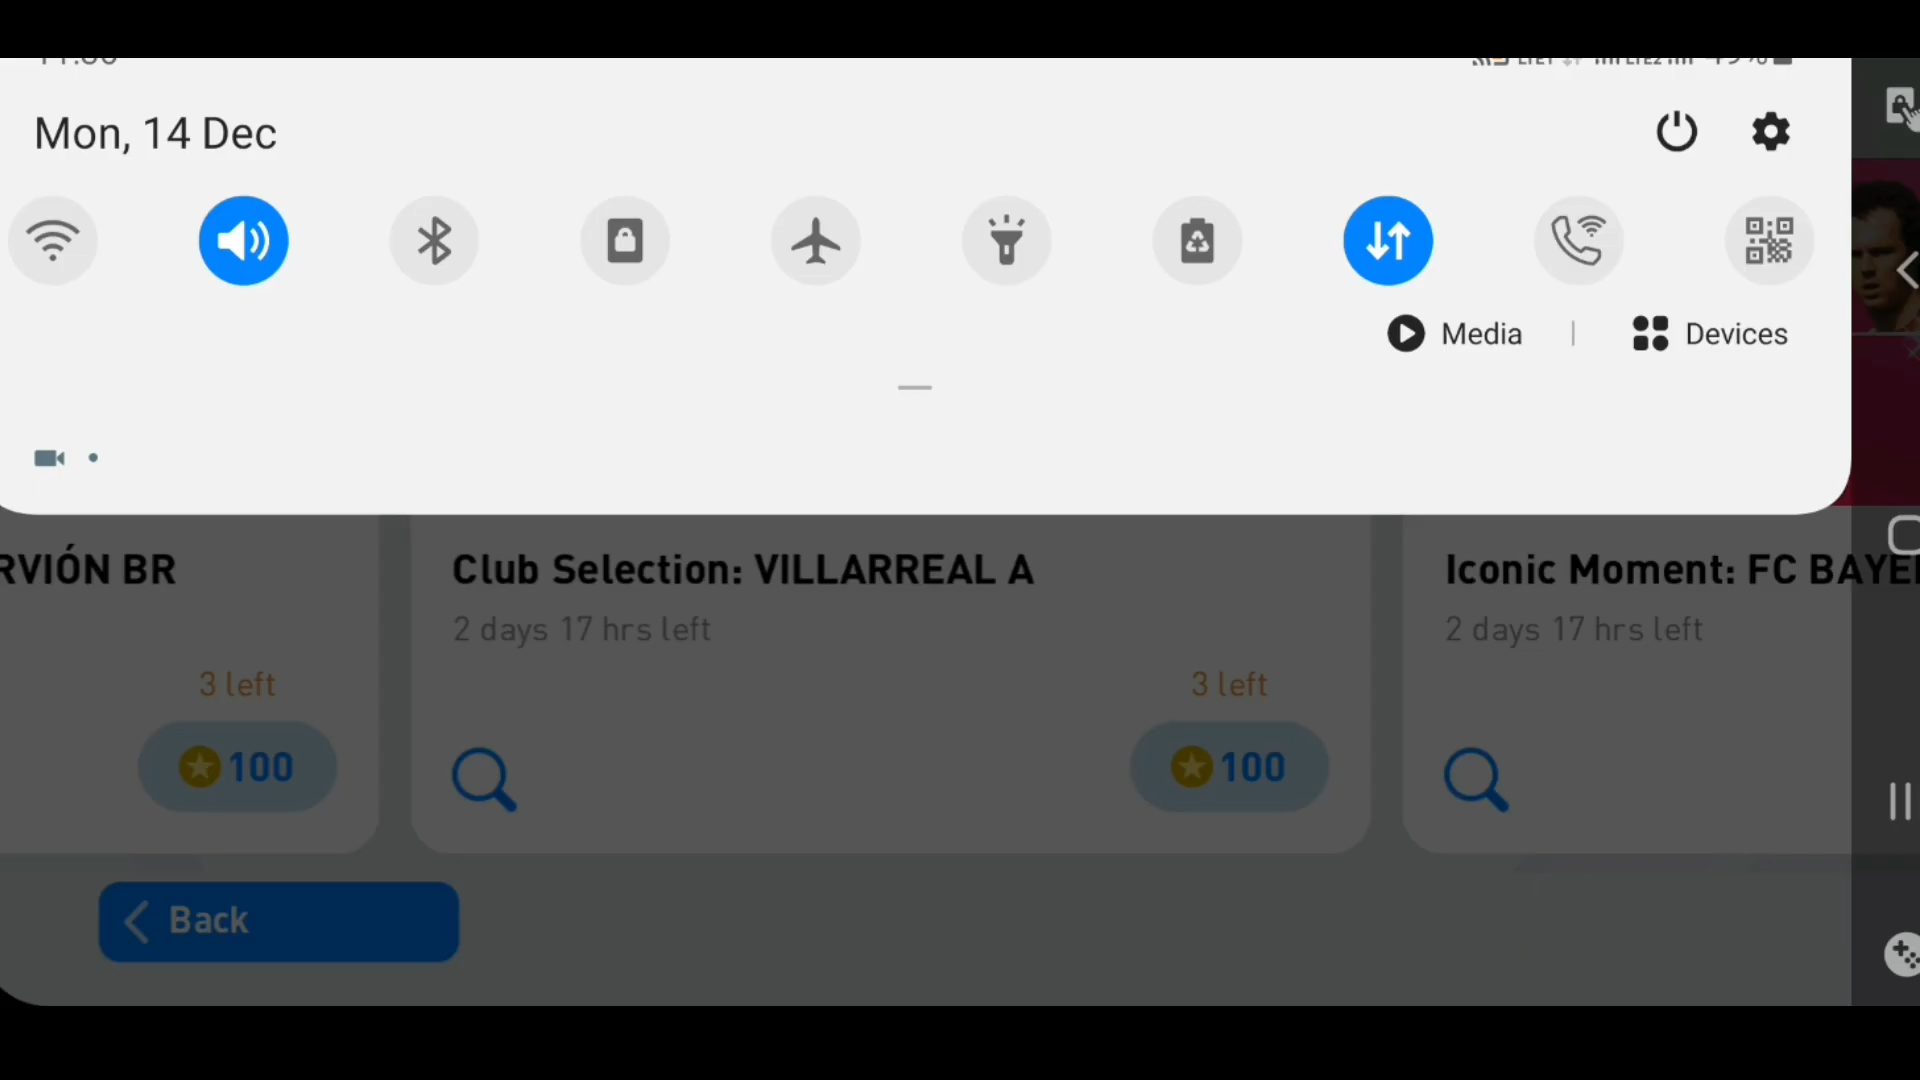 Mon, 14 Dec
Media | Devices
RVIÓN BR
3 left
100
Club Selection: VILLARREAL A
2 days 17 hrs left
3 left
100
Iconic Moment: FC BAYE
2 days 17 hrs left
Back